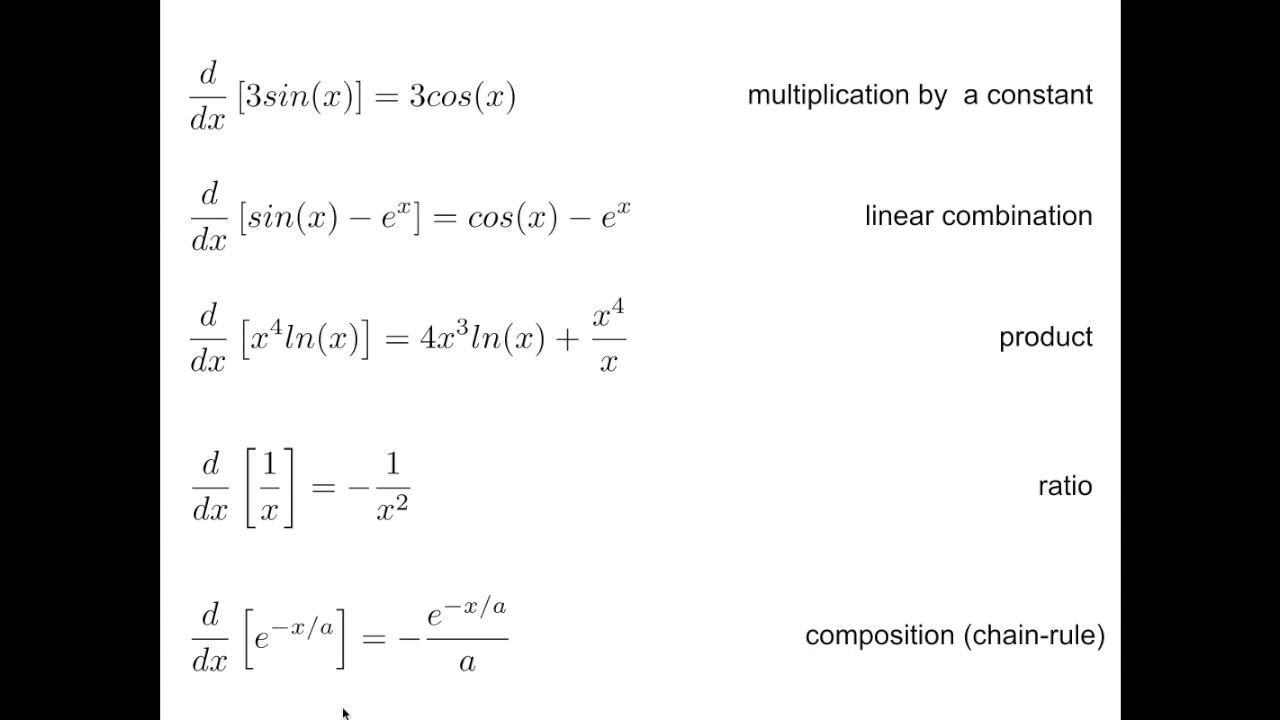 d/dx [3sin(x)] = 3cos(x) multiplication by a constant
d/dx [sin(x) − e^x] = cos(x) − e^x linear combination
d/dx [x^4 ln(x)] = 4x^3 ln(x) + x^4/x product
d/dx [1/x] = −1/x^2 ratio
d/dx [e^{−x/a}] = −e^{−x/a}/a composition (chain-rule)